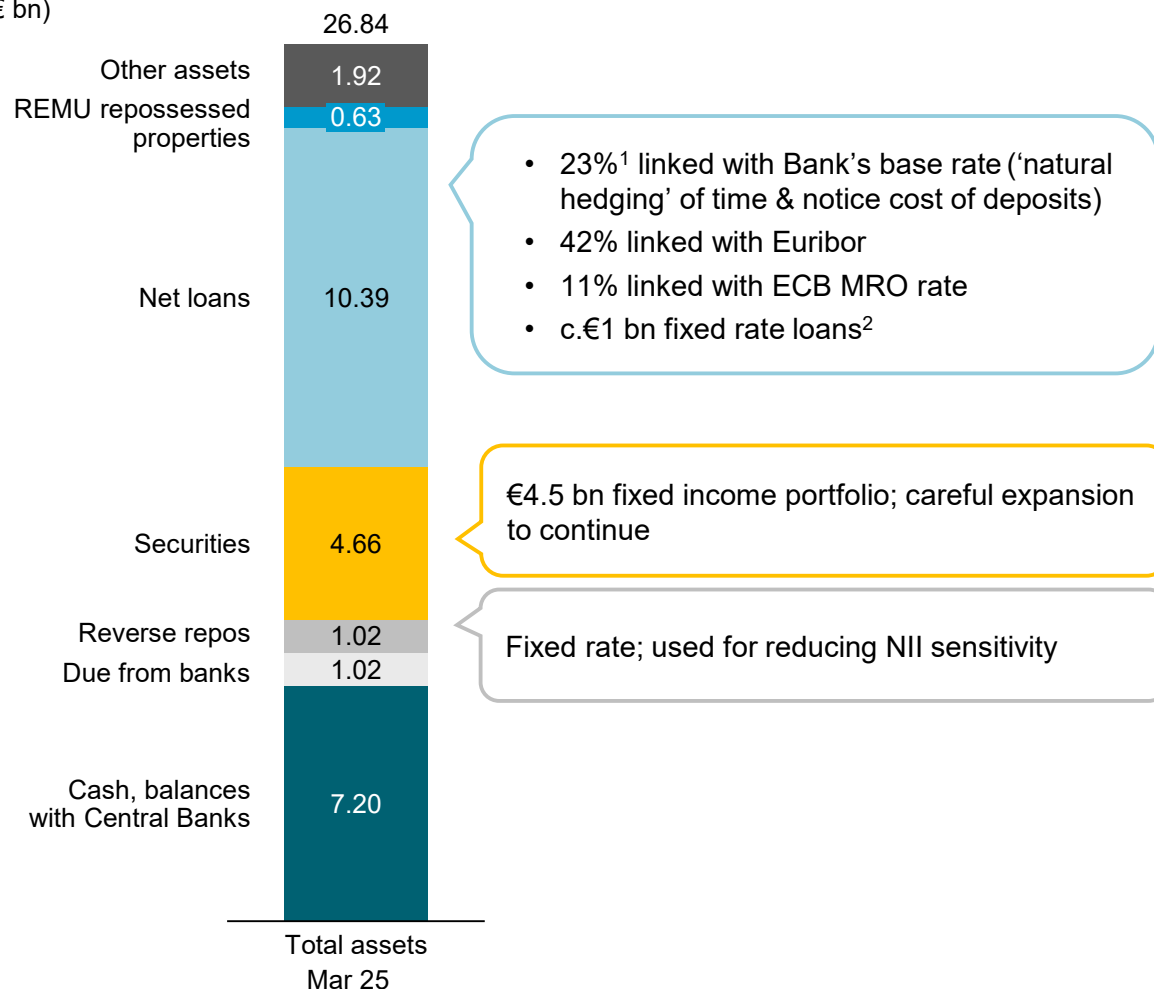 € bn)
26.84
Other assets
1.92
REMU repossessed
properties
0.63
• 23%¹ linked with Bank's base rate ('natural
hedging' of time & notice cost of deposits)
• 42% linked with Euribor
• 11% linked with ECB MRO rate
• c.€1 bn fixed rate loans²
Net loans
10.39
€4.5 bn fixed income portfolio; careful expansion
to continue
Securities
4.66
Reverse repos
1.02
Due from banks
1.02
Fixed rate; used for reducing NII sensitivity
Cash, balances
with Central Banks
7.20
Total assets
Mar 25